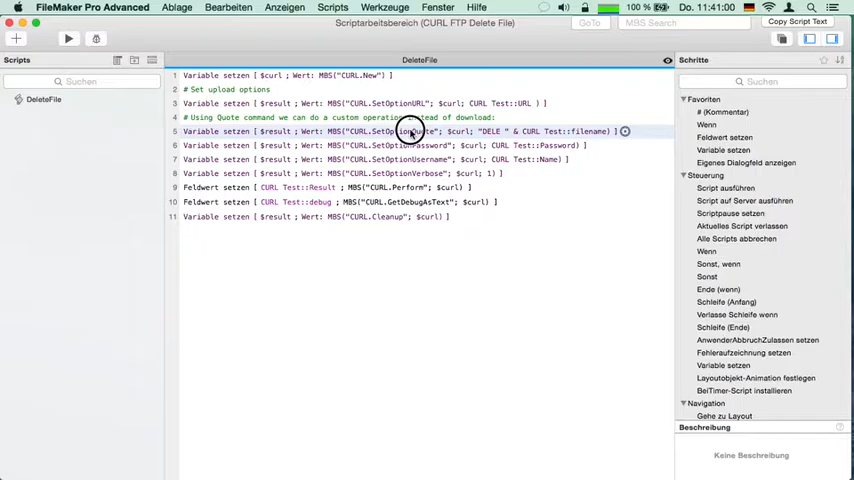 FileMaker Pro Advanced Ablage Bearbeiten Anzeigen Scripts Werkzeuge Fenster Hilfe 100 % Do. 11:41:00
Scriptarbeitsbereich (CURL FTP Delete File) GoTo MBS Search Copy Script Text
Scripts DeleteFile Schritte
Suchen
DeleteFile
1 Variable setzen [ $curl ; Wert: MBS("CURL.New") ]
2 # Set upload options
3 Variable setzen [ $result ; Wert: MBS("CURL.SetOptionURL"; $curl; CURL Test::URL ) ]
4 # Using Quote command we can do a custom operation instead of download:
5 Variable setzen [ $result ; Wert: MBS("CURL.SetOptionQuote"; $curl; "DELE " & CURL Test::filename) ]
6 Variable setzen [ $result ; Wert: MBS("CURL.SetOptionPassword"; $curl; CURL Test::Password) ]
7 Variable setzen [ $result ; Wert: MBS("CURL.SetOptionUsername"; $curl; CURL Test::Name) ]
8 Variable setzen [ $result ; Wert: MBS("CURL.SetOptionVerbose"; $curl; 1) ]
9 Feldwert setzen [ CURL Test::Result ; MBS("CURL.Perform"; $curl) ]
10 Feldwert setzen [ CURL Test::debug ; MBS("CURL.GetDebugAsText"; $curl) ]
11 Variable setzen [ $result ; Wert: MBS("CURL.Cleanup"; $curl) ]
Suchen
Favoriten
# (Kommentar)
Wenn
Feldwert setzen
Variable setzen
Eigenes Dialogfeld anzeigen
Steuerung
Script ausführen
Script auf Server ausführen
Scriptpause setzen
Aktuelles Script verlassen
Alle Scripts abbrechen
Wenn
Sonst, wenn
Sonst
Ende (wenn)
Schleife (Anfang)
Verlasse Schleife wenn
Schleife (Ende)
AnwenderAbbruchZulassen setzen
Fehleraufzeichnung setzen
Variable setzen
Layoutobjekt-Animation festlegen
BeiTimer-Script installieren
Navigation
Gehe zu Layout
Beschreibung
Keine Beschreibung